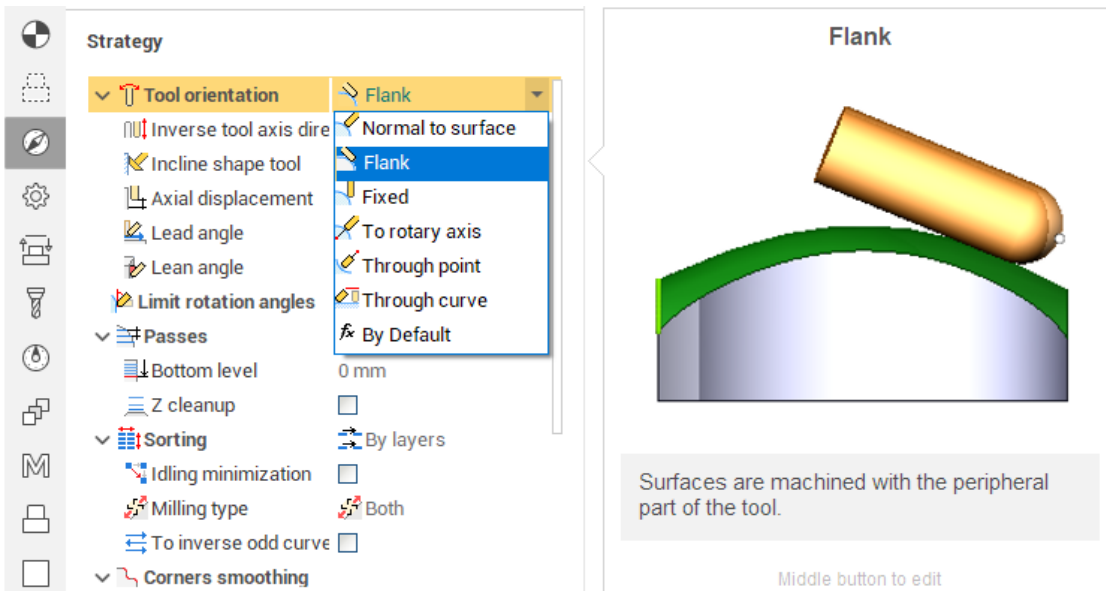 Strategy
Tool orientation
Flank
Inverse tool axis dire
Normal to surface
Incline shape tool
Flank
Axial displacement
Fixed
Lead angle
To rotary axis
Lean angle
Through point
Limit rotation angles
Through curve
Passes
fx By Default
Bottom level
0 mm
Z cleanup
Sorting
By layers
Idling minimization
Milling type
Both
To inverse odd curve
Corners smoothing
M
Flank
Surfaces are machined with the peripheral
part of the tool.
Middle button to edit